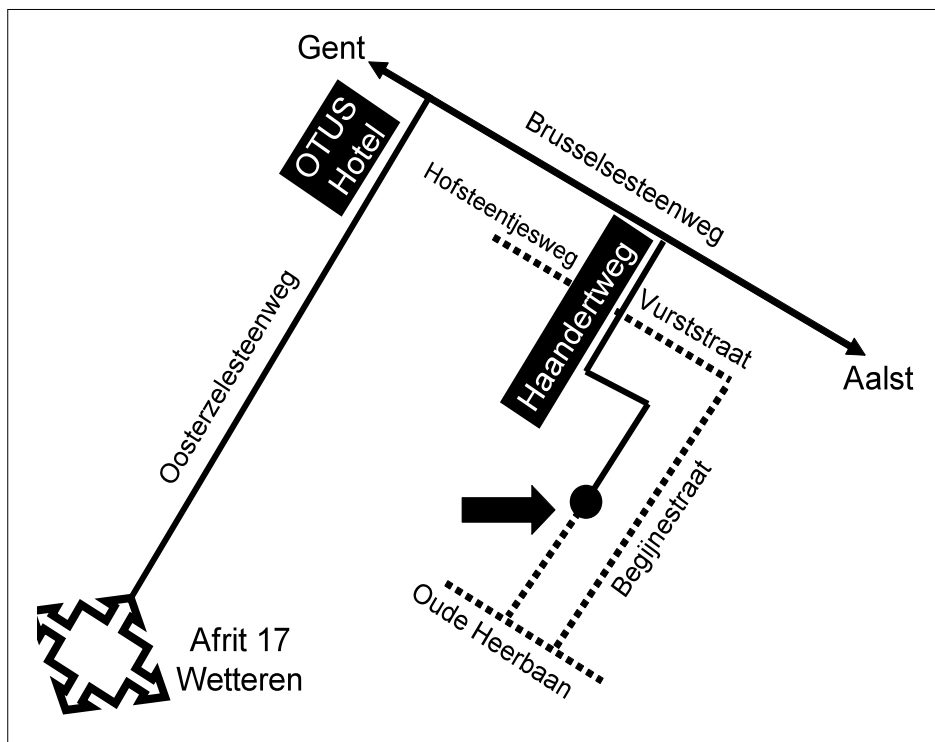 Gent
OTUS
Hotel
Brusselsesteenweg
Hofsteentjesweg
Haandertweg
Vurststraat
Aalst
Oosterzelesteenweg
Begijnestraat
Oude Heerbaan
Afrit 17
Wetteren